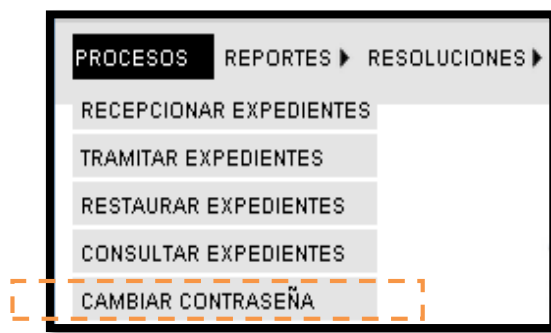 PROCESOS REPORTES RESOLUCIONES
RECEPCIONAR EXPEDIENTES
TRAMITAR EXPEDIENTES
RESTAURAR EXPEDIENTES
CONSULTAR EXPEDIENTES
CAMBIAR CONTRASEÑA